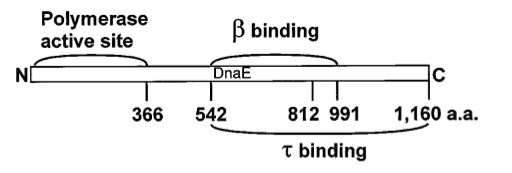 Polymerase
active site
β binding
N DnaE C
366 542 812 991 1,160 a.a.
τ binding